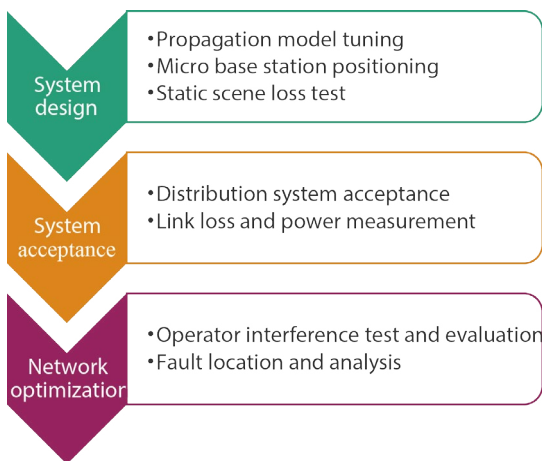 System
design
•Propagation model tuning
•Micro base station positioning
•Static scene loss test
System
acceptance
•Distribution system acceptance
•Link loss and power measurement
Network
optimization
•Operator interference test and evaluation
•Fault location and analysis